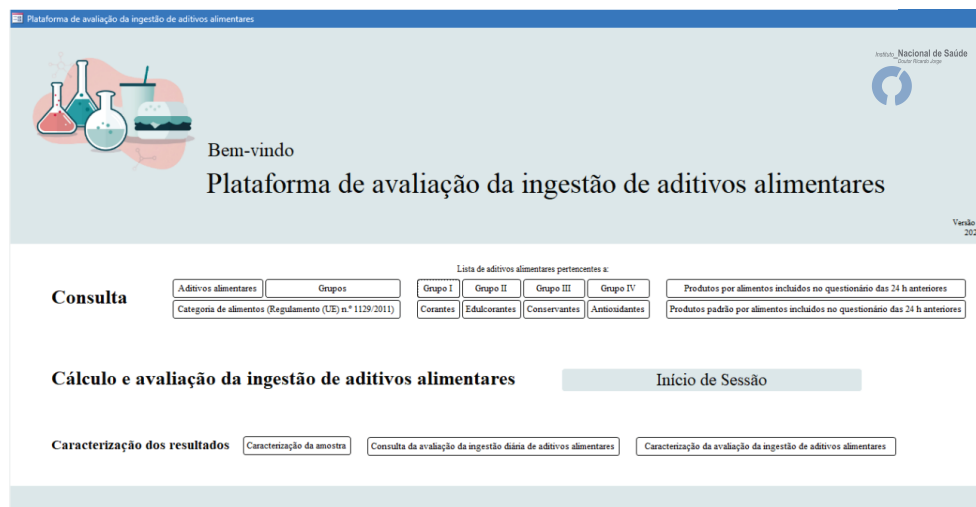 Plataforma de avaliação da ingestão de aditivos alimentares
Instituto_Nacional de Saúde
Doutor Ricardo Jorge
Bem-vindo
Plataforma de avaliação da ingestão de aditivos alimentares
Versão
202
Lista de aditivos alimentares pertencentes a:
Consulta
Aditivos alimentares Grupos
Grupo I Grupo II Grupo III Grupo IV
Produtos por alimentos incluídos no questionário das 24 h anteriores
Categoria de alimentos (Regulamento (UE) n.º 1129/2011)
Corantes Edulcorantes Conservantes Antioxidantes
Produtos padrão por alimentos incluídos no questionário das 24 h anteriores
Cálculo e avaliação da ingestão de aditivos alimentares
Início de Sessão
Caracterização dos resultados
Caracterização da amostra
Consulta da avaliação da ingestão diária de aditivos alimentares
Caracterização da avaliação da ingestão de aditivos alimentares